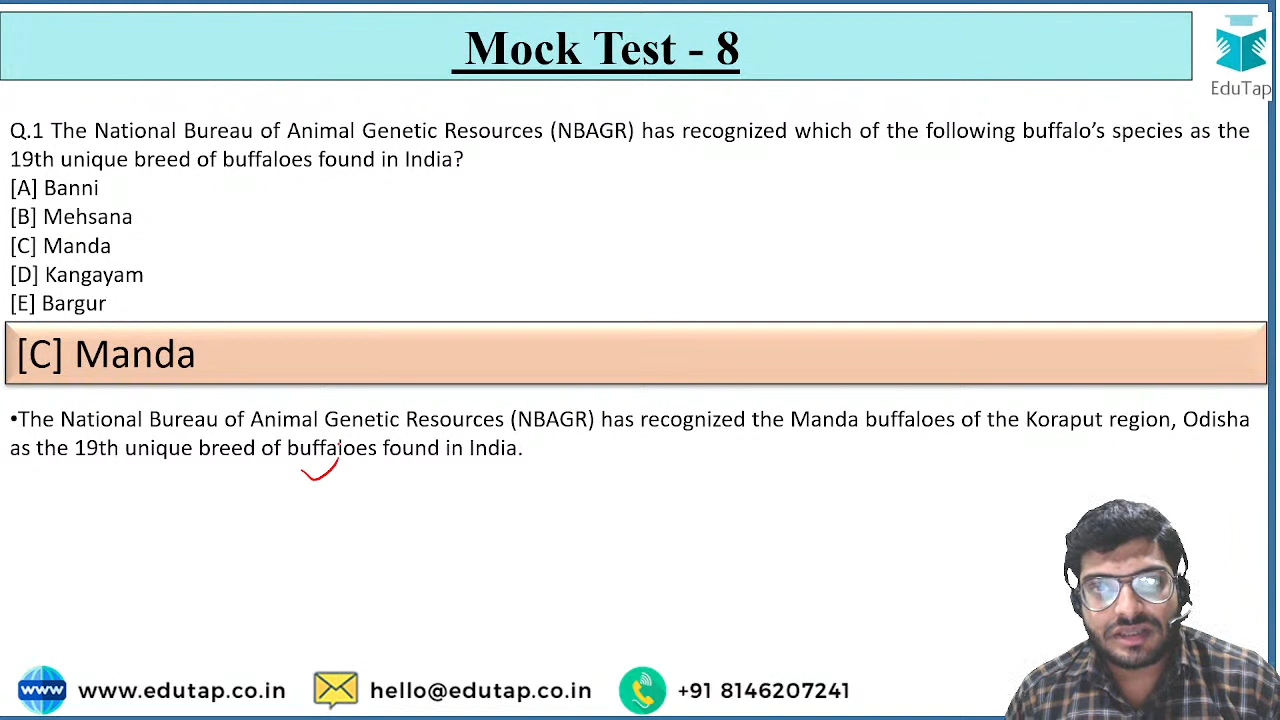 Mock Test - 8
EduTap
Q.1 The National Bureau of Animal Genetic Resources (NBAGR) has recognized which of the following buffalo's species as the
19th unique breed of buffaloes found in India?
[A] Banni
[B] Mehsana
[C] Manda
[D] Kangayam
[E] Bargur
[C] Manda
•The National Bureau of Animal Genetic Resources (NBAGR) has recognized the Manda buffaloes of the Koraput region, Odisha
as the 19th unique breed of buffaloes found in India.
www www.edutap.co.in hello@edutap.co.in +91 8146207241